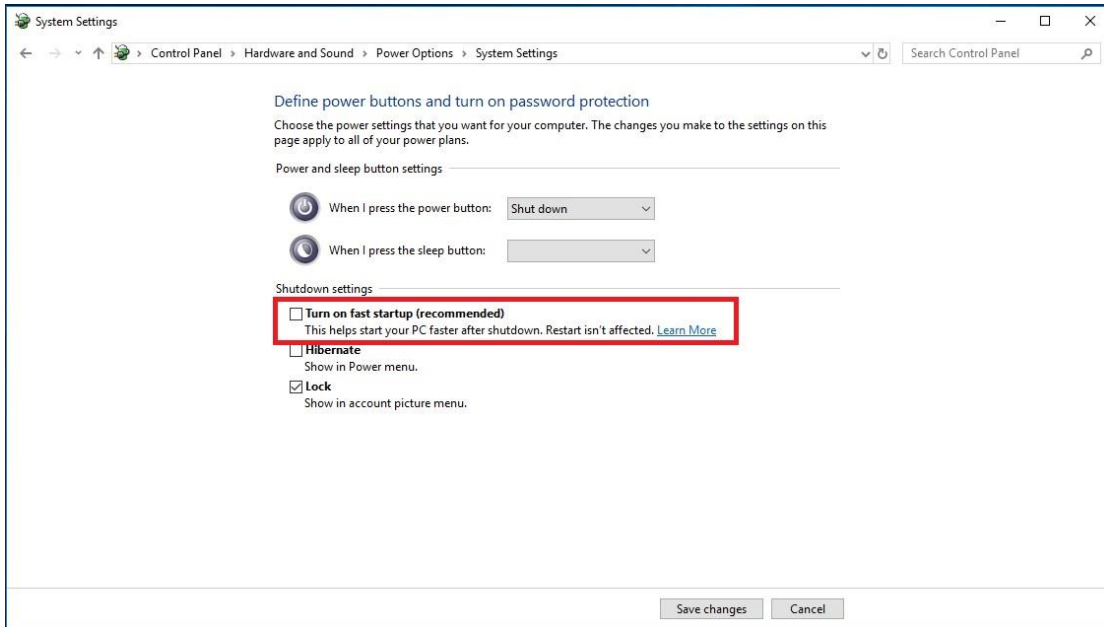 System Settings
Control Panel > Hardware and Sound > Power Options > System Settings
Search Control Panel
Define power buttons and turn on password protection
Choose the power settings that you want for your computer. The changes you make to the settings on this
page apply to all of your power plans.
Power and sleep button settings
When I press the power button: Shut down
When I press the sleep button:
Shutdown settings
Turn on fast startup (recommended)
This helps start your PC faster after shutdown. Restart isn't affected. Learn More
Hibernate
Show in Power menu.
Lock
Show in account picture menu.
Save changes Cancel